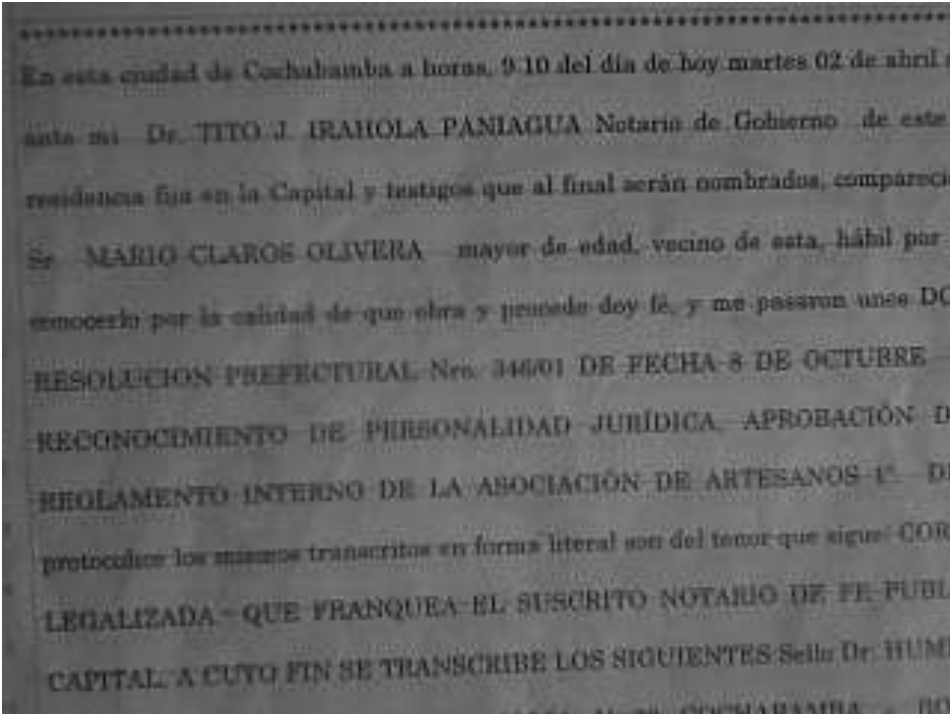 En esta ciudad de Cochabamba a horas, 9.10 del dia de hoy martes 02 de abril
ante mi Dr. TITO J. IRAHOLA PANIAGUA Notario de Gobierno de este
residencia fija en la Capital y testigos que al final serán nombrados, compareci
Sr. MARIO CLAROS OLIVERA mayor de edad, vecino de esta, hábil por
conocerlo por la calidad de que obra y procede doy fé, y me pasaron unos DO
RESOLUCION PREFECTURAL Nro. 346/01 DE FECHA 8 DE OCTUBRE
RECONOCIMIENTO DE PERSONALIDAD JURÍDICA, APROBACIÓN D
REGLAMENTO INTERNO DE LA ASOCIACIÓN DE ARTESANOS 1º. DE
protocolice los mismos transcritos en forma literal son del tenor que sigue: COR
LEGALIZADA.- QUE FRANQUEA EL SUSCRITO NOTARIO DE FE PUBL
CAPITAL, A CUYO FIN SE TRANSCRIBE LOS SIGUIENTES Sello Dr. HUM
COCHABAMBA - BO